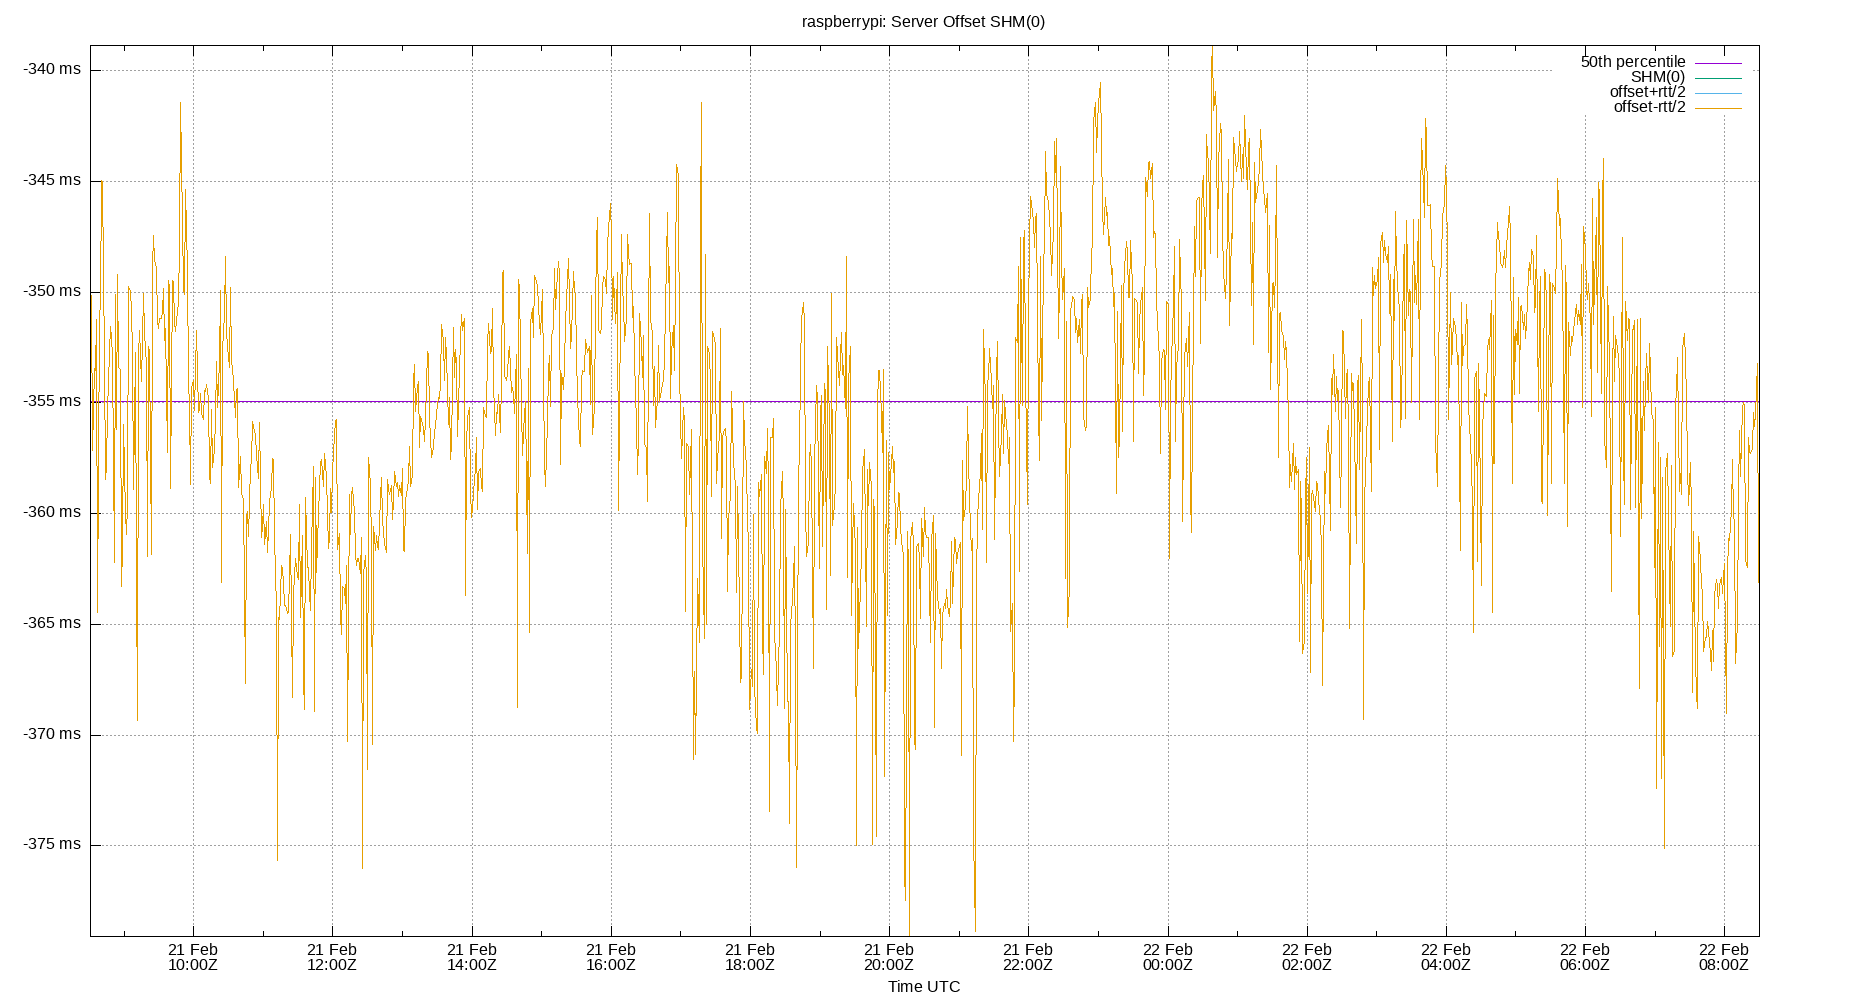 raspberrypi: Server Offset SHM(0)
50th percentile
SHM(0)
offset+rtt/2
offset-rtt/2
-340 ms
-345 ms
-350 ms
-355 ms
-360 ms
-365 ms
-370 ms
-375 ms
21 Feb 21 Feb 21 Feb 21 Feb 21 Feb 21 Feb 21 Feb 22 Feb 22 Feb 22 Feb 22 Feb 22 Feb
10:00Z 12:00Z 14:00Z 16:00Z 18:00Z 20:00Z 22:00Z 00:00Z 02:00Z 04:00Z 06:00Z 08:00Z
Time UTC